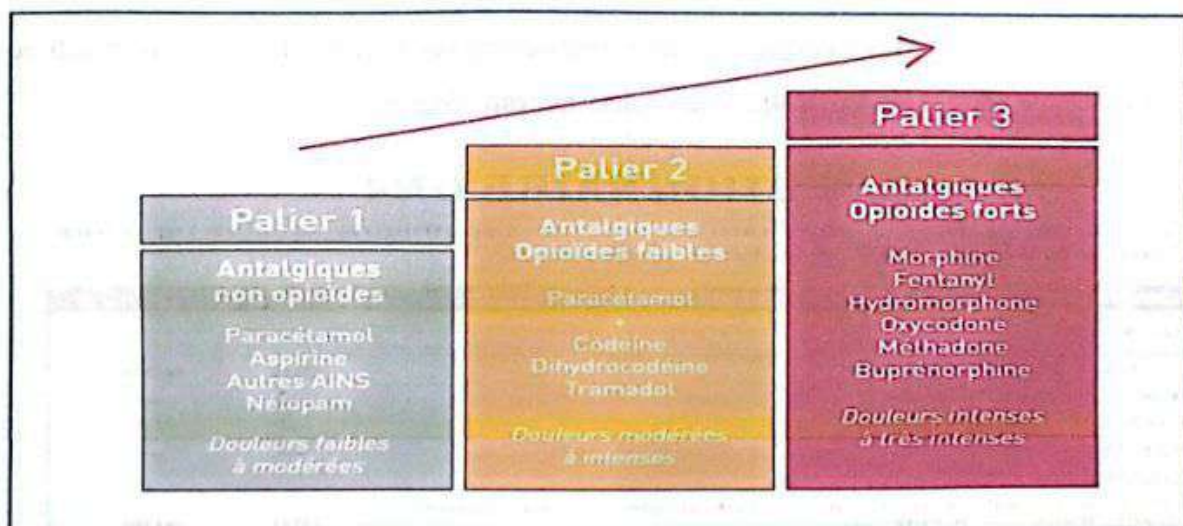 Palier 1
Antalgiques
non opioïdes
Paracétamol
Aspirine
Autres AINS
Néfopam
Douleurs faibles
à modérées
Palier 2
Antalgiques
Opioïdes faibles
Paracétamol
+
Codéine
Dihydrocodéine
Tramadol
Douleurs modérées
à intenses
Palier 3
Antalgiques
Opioïdes forts
Morphine
Fentanyl
Hydromorphone
Oxycodone
Méthadone
Buprénorphine
Douleurs intenses
à très intenses